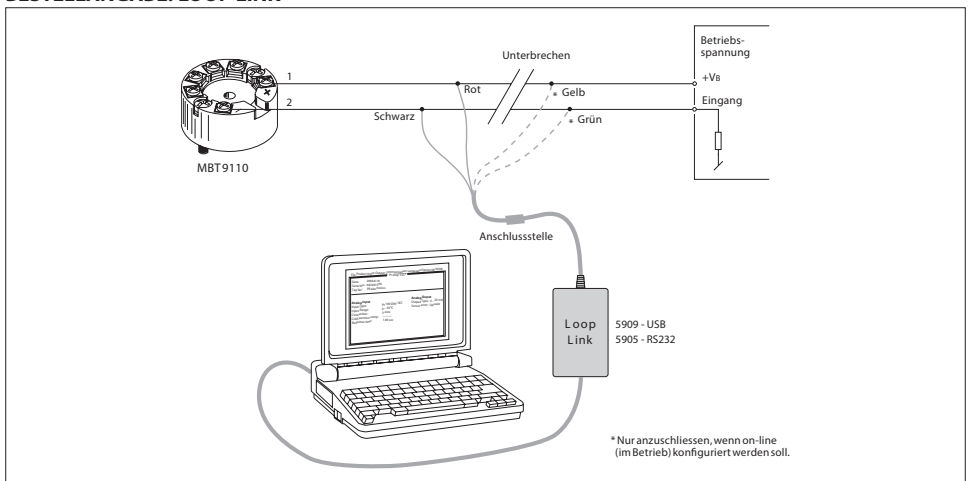 Betriebs-
spannung
Unterbrechen
1
+VB
Rot
* Gelb
2
Eingang
Schwarz
* Grün
MBT9110
Anschlussstelle
Loop
Link
5909 - USB
5905 - RS232
* Nur anzuschliessen, wenn on-line
(im Betrieb) konfiguriert werden soll.